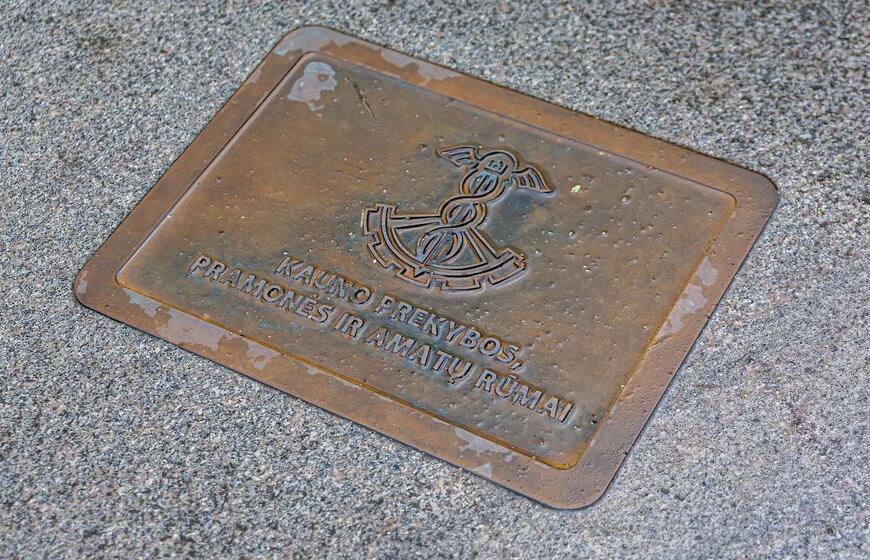 KAUNO PREKYBOS,
PRAMONĖS IR AMATŲ RŪMAI